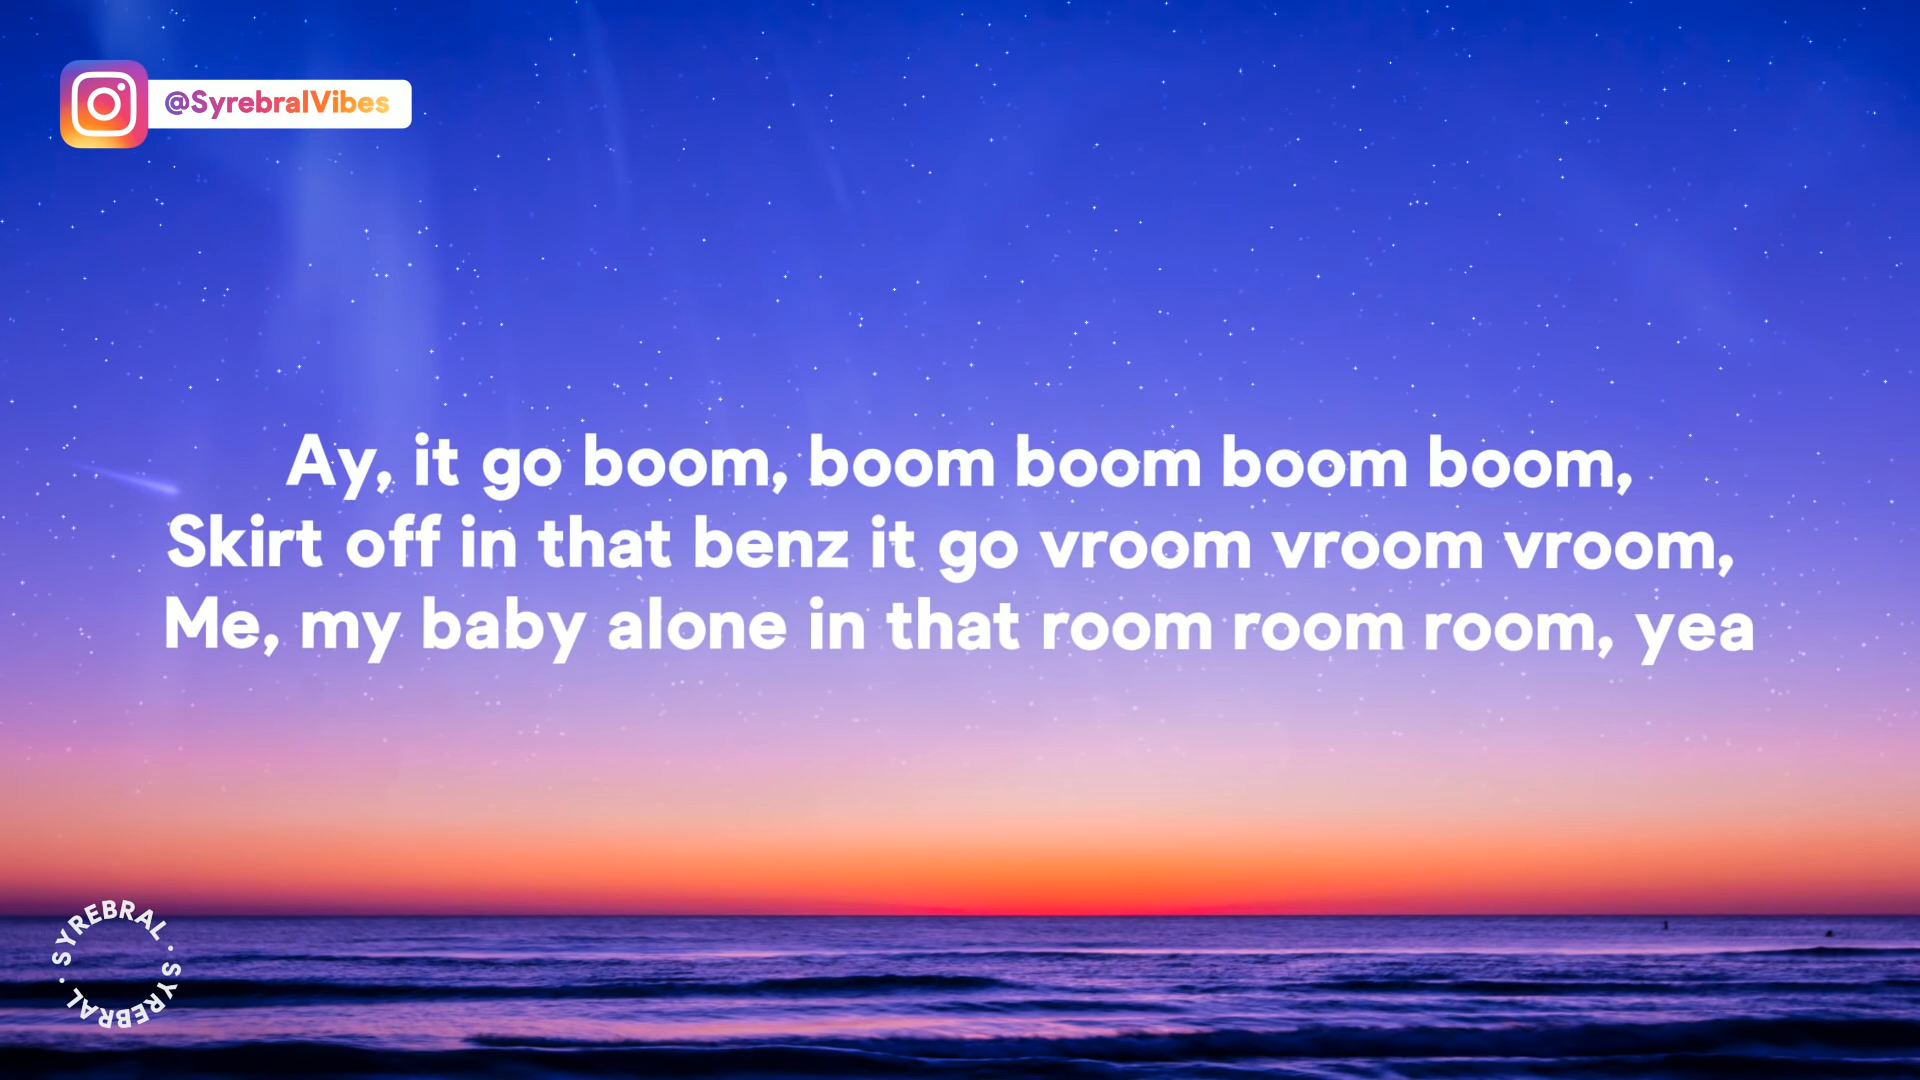 @SyrebralVibes
Ay, it go boom, boom boom boom boom,
Skirt off in that benz it go vroom vroom vroom,
Me, my baby alone in that room room room, yea
SYREBRAL · SYREBRAL ·